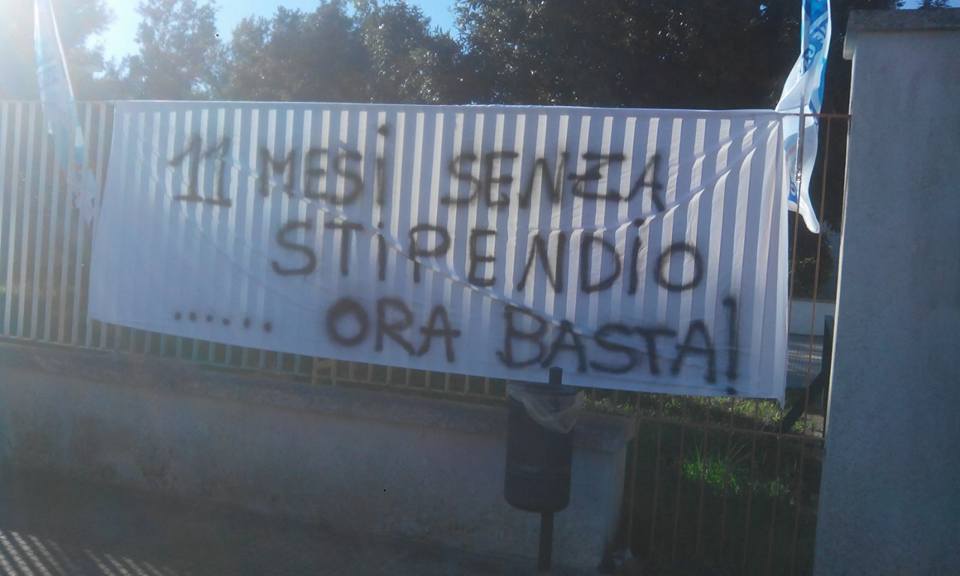 11 MESi SENZA
STiPENDiO
...... ORA BASTA!